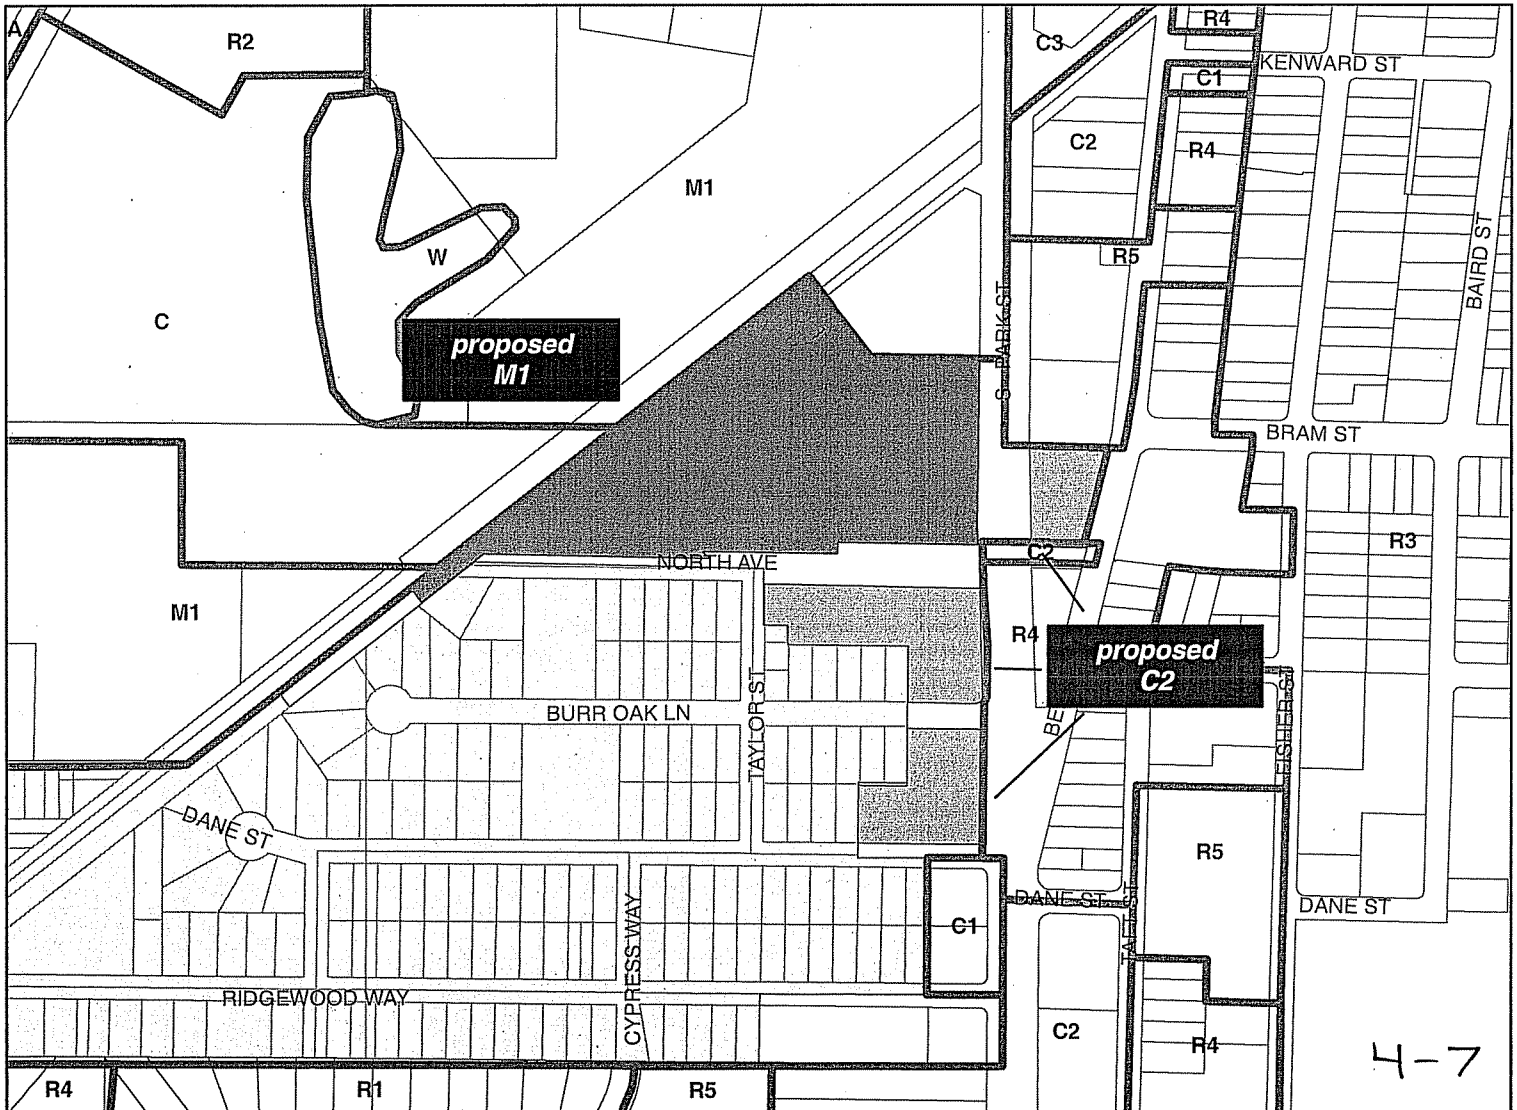 A
R2
C3
R4
KENWARD ST
C1
C2
R4
M1
BAIRD ST
W
R5
C
S PARK ST
proposed
M1
BRAM ST
R3
C2
NORTH AVE
M1
R4
proposed
C2
TAYLOR ST
BURR OAK LN
BE
FISHER ST
DANE ST
R5
DANE ST
TAFT ST
DANE ST
C1
CYPRESS WAY
RIDGEWOOD WAY
C2
R4
4-7
R4
R1
R5